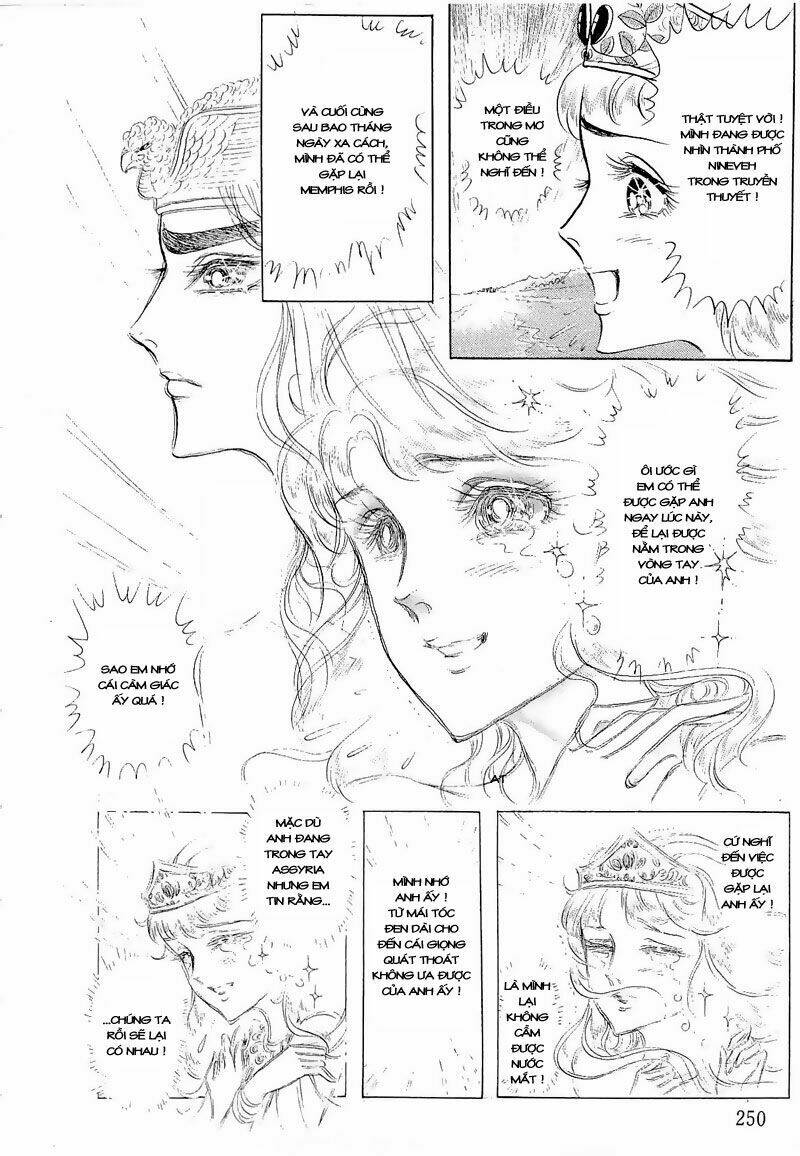 THẬT TUYỆT VỜI !
MÌNH ĐANG ĐƯỢC
NHÌN THÁNH PHỐ
NINEVEH
TRONG TRUYỀN
THUYẾT !
MỘT ĐIỀU
TRONG MƠ
CŨNG
KHÔNG THỂ
NGHĨ ĐẾN !
VÀ CUỐI CÙNG
SAU BAO THÁNG
NGÀY XA CÁCH,
MÌNH ĐÃ CÓ THỂ
GẶP LẠI
MEMPHIS RỒI !
ÔI ƯỚC GÌ
EM CÓ THỂ
ĐƯỢC GẶP ANH
NGAY LÚC NÀY,
ĐỂ LẠI ĐƯỢC
NẰM TRONG
VÒNG TAY
CỦA ANH !
SAO EM NHỚ
CÁI CẢM GIÁC
ẤY QUÁ !
CỨ NGHĨ
ĐẾN VIỆC
ĐƯỢC
GẶP LẠI
ANH ẤY !
LÀ MÌNH
LẠI
KHÔNG
CẦM
ĐƯỢC
NƯỚC
MẮT !
MÌNH NHỚ
ANH ẤY !
TỪ MÁI TÓC
ĐEN DÀI CHO
ĐẾN CÁI GIỌNG
QUÁT THOÁT
KHÔNG ƯA ĐƯỢC
CỦA ANH ẤY !
MẶC DÙ
ANH ĐANG
TRONG TAY
ASSYRIA
NHƯNG EM
TIN RẰNG...
...CHÚNG TA
RỒI SẼ LẠI
CÓ NHAU !
250